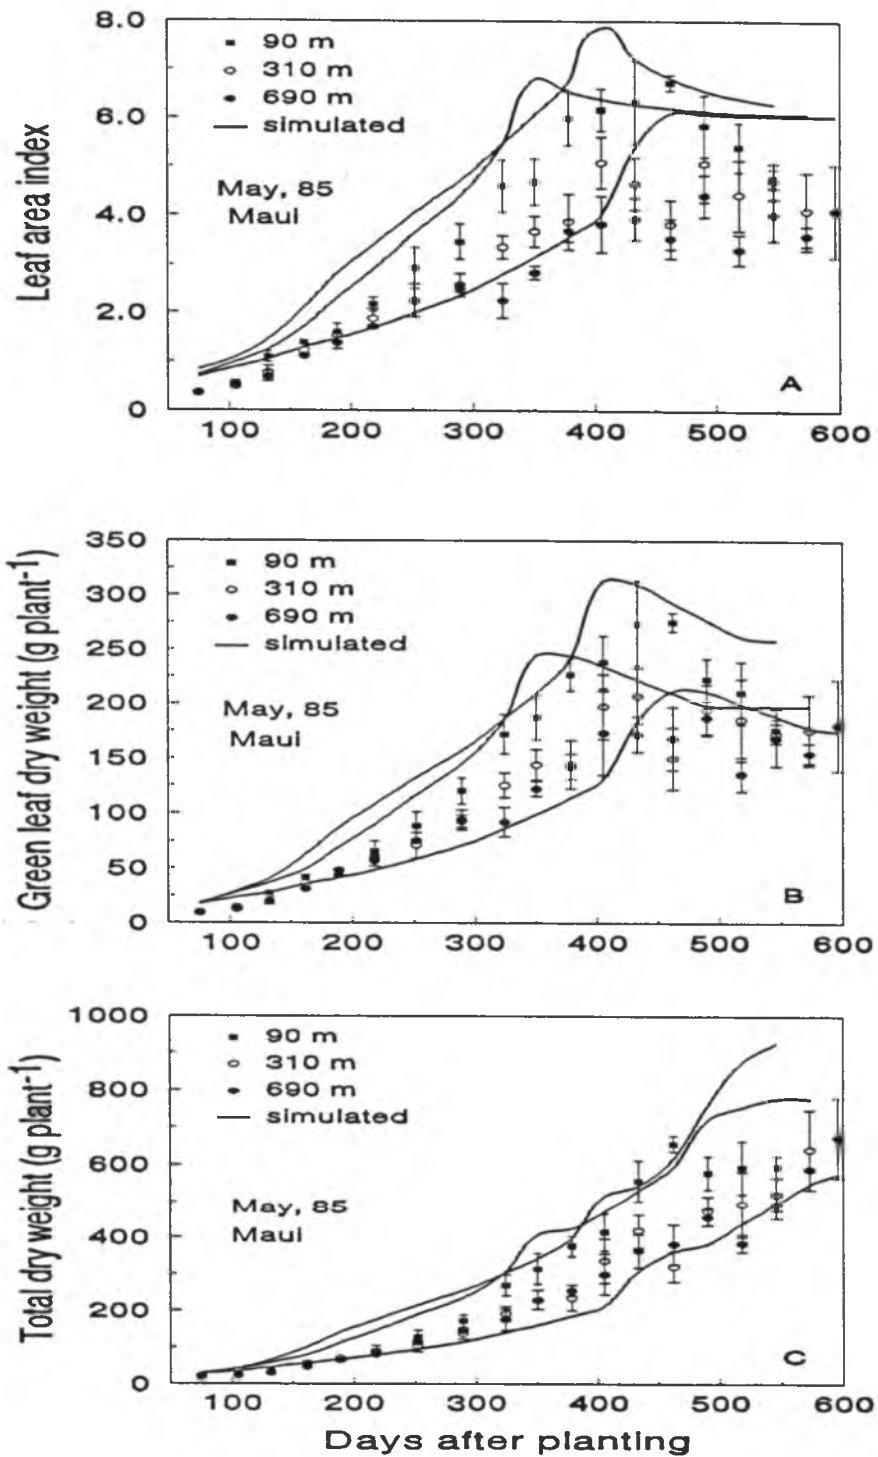 8.0
90 m
310 m
690 m
simulated
6.0
May, 85
Maui
4.0
2.0
0
Leaf area index
A
100 200 300 400 500 600
350
90 m
310 m
690 m
simulated
300
250
200
May, 85
Maui
150
100
50
0
Green leaf dry weight (g plant-1)
B
100 200 300 400 500 600
1000
90 m
310 m
690 m
simulated
800
600
May, 85
Maui
400
200
0
Total dry weight (g plant-1)
C
100 200 300 400 500 600
Days after planting